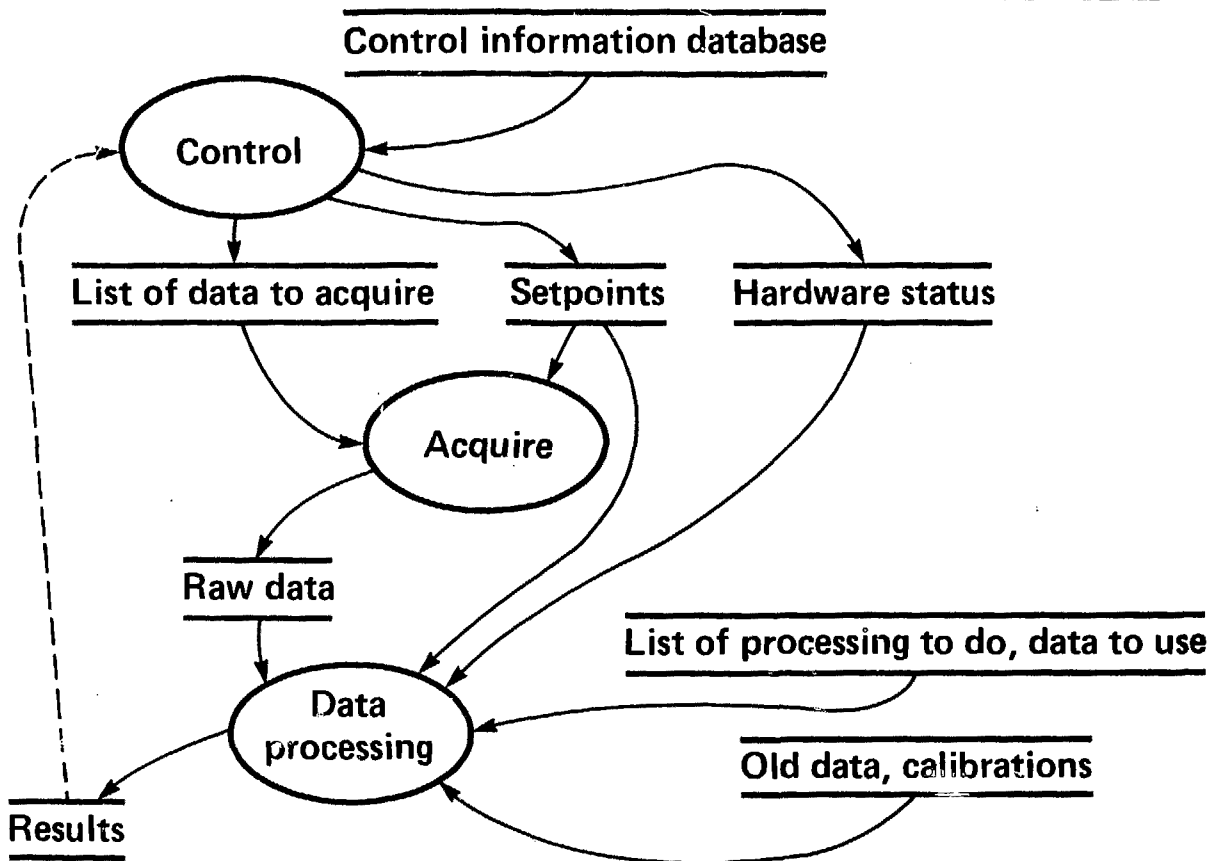 Control information database
Control
List of data to acquire
Setpoints
Hardware status
Acquire
Raw data
List of processing to do, data to use
Data
processing
Old data, calibrations
Results